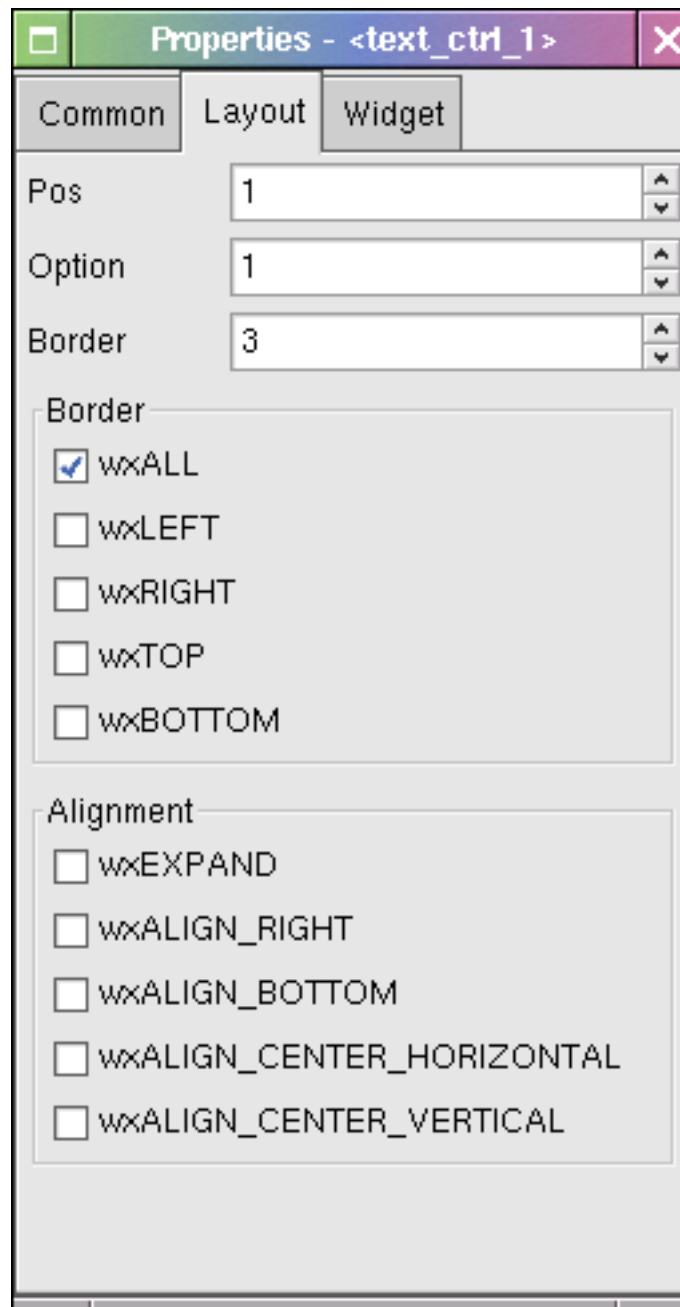 Properties - <text_ctrl_1>
Common Layout Widget
Pos 1
Option 1
Border 3
Border
wxALL
wxLEFT
wxRIGHT
wxTOP
wxBOTTOM
Alignment
wxEXPAND
wxALIGN_RIGHT
wxALIGN_BOTTOM
wxALIGN_CENTER_HORIZONTAL
wxALIGN_CENTER_VERTICAL